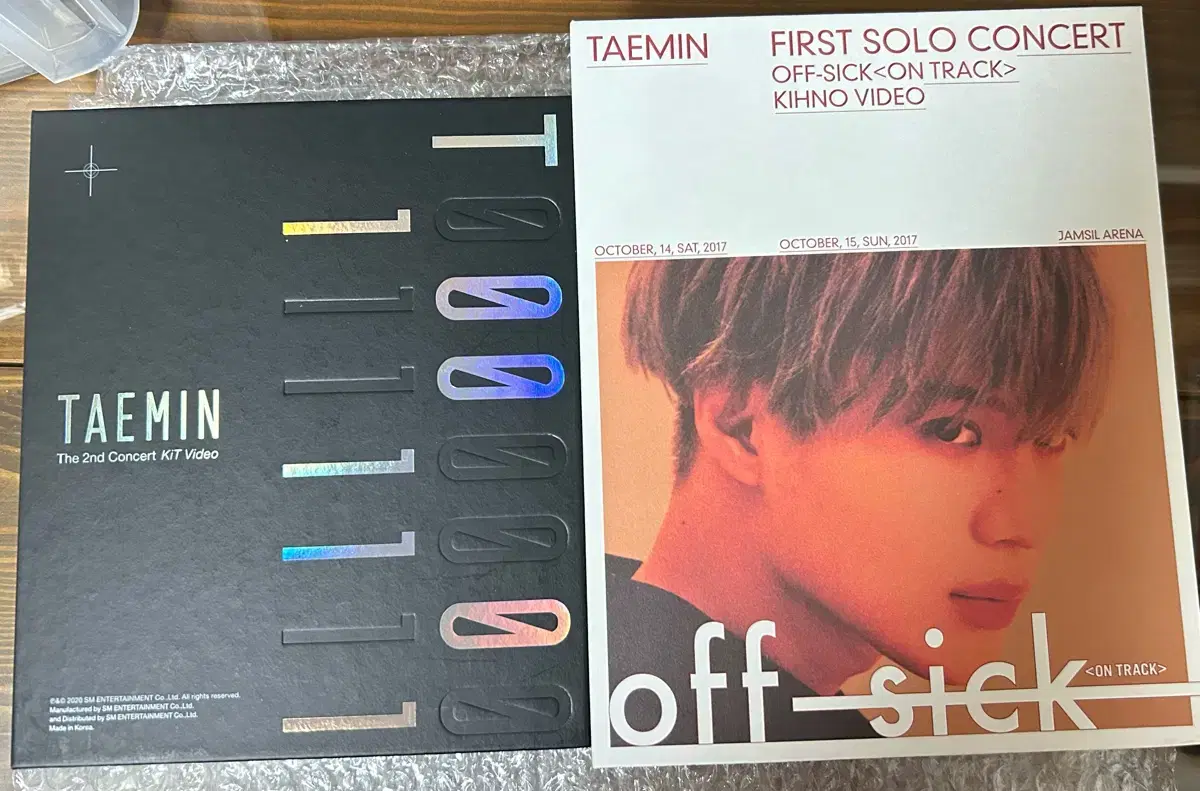 TAEMIN
The 2nd Concert KiT Video
T0000000
1111111
℗&© 2020 SM ENTERTAINMENT Co.,Ltd. All rights reserved.
Manufactured by SM ENTERTAINMENT Co.,Ltd.
and Distributed by SM ENTERTAINMENT Co.,Ltd.
Made in Korea.
TAEMIN
FIRST SOLO CONCERT
OFF-SICK<ON TRACK>
KIHNO VIDEO
OCTOBER, 14, SAT, 2017
OCTOBER, 15, SUN, 2017
JAMSIL ARENA
off sick <ON TRACK>